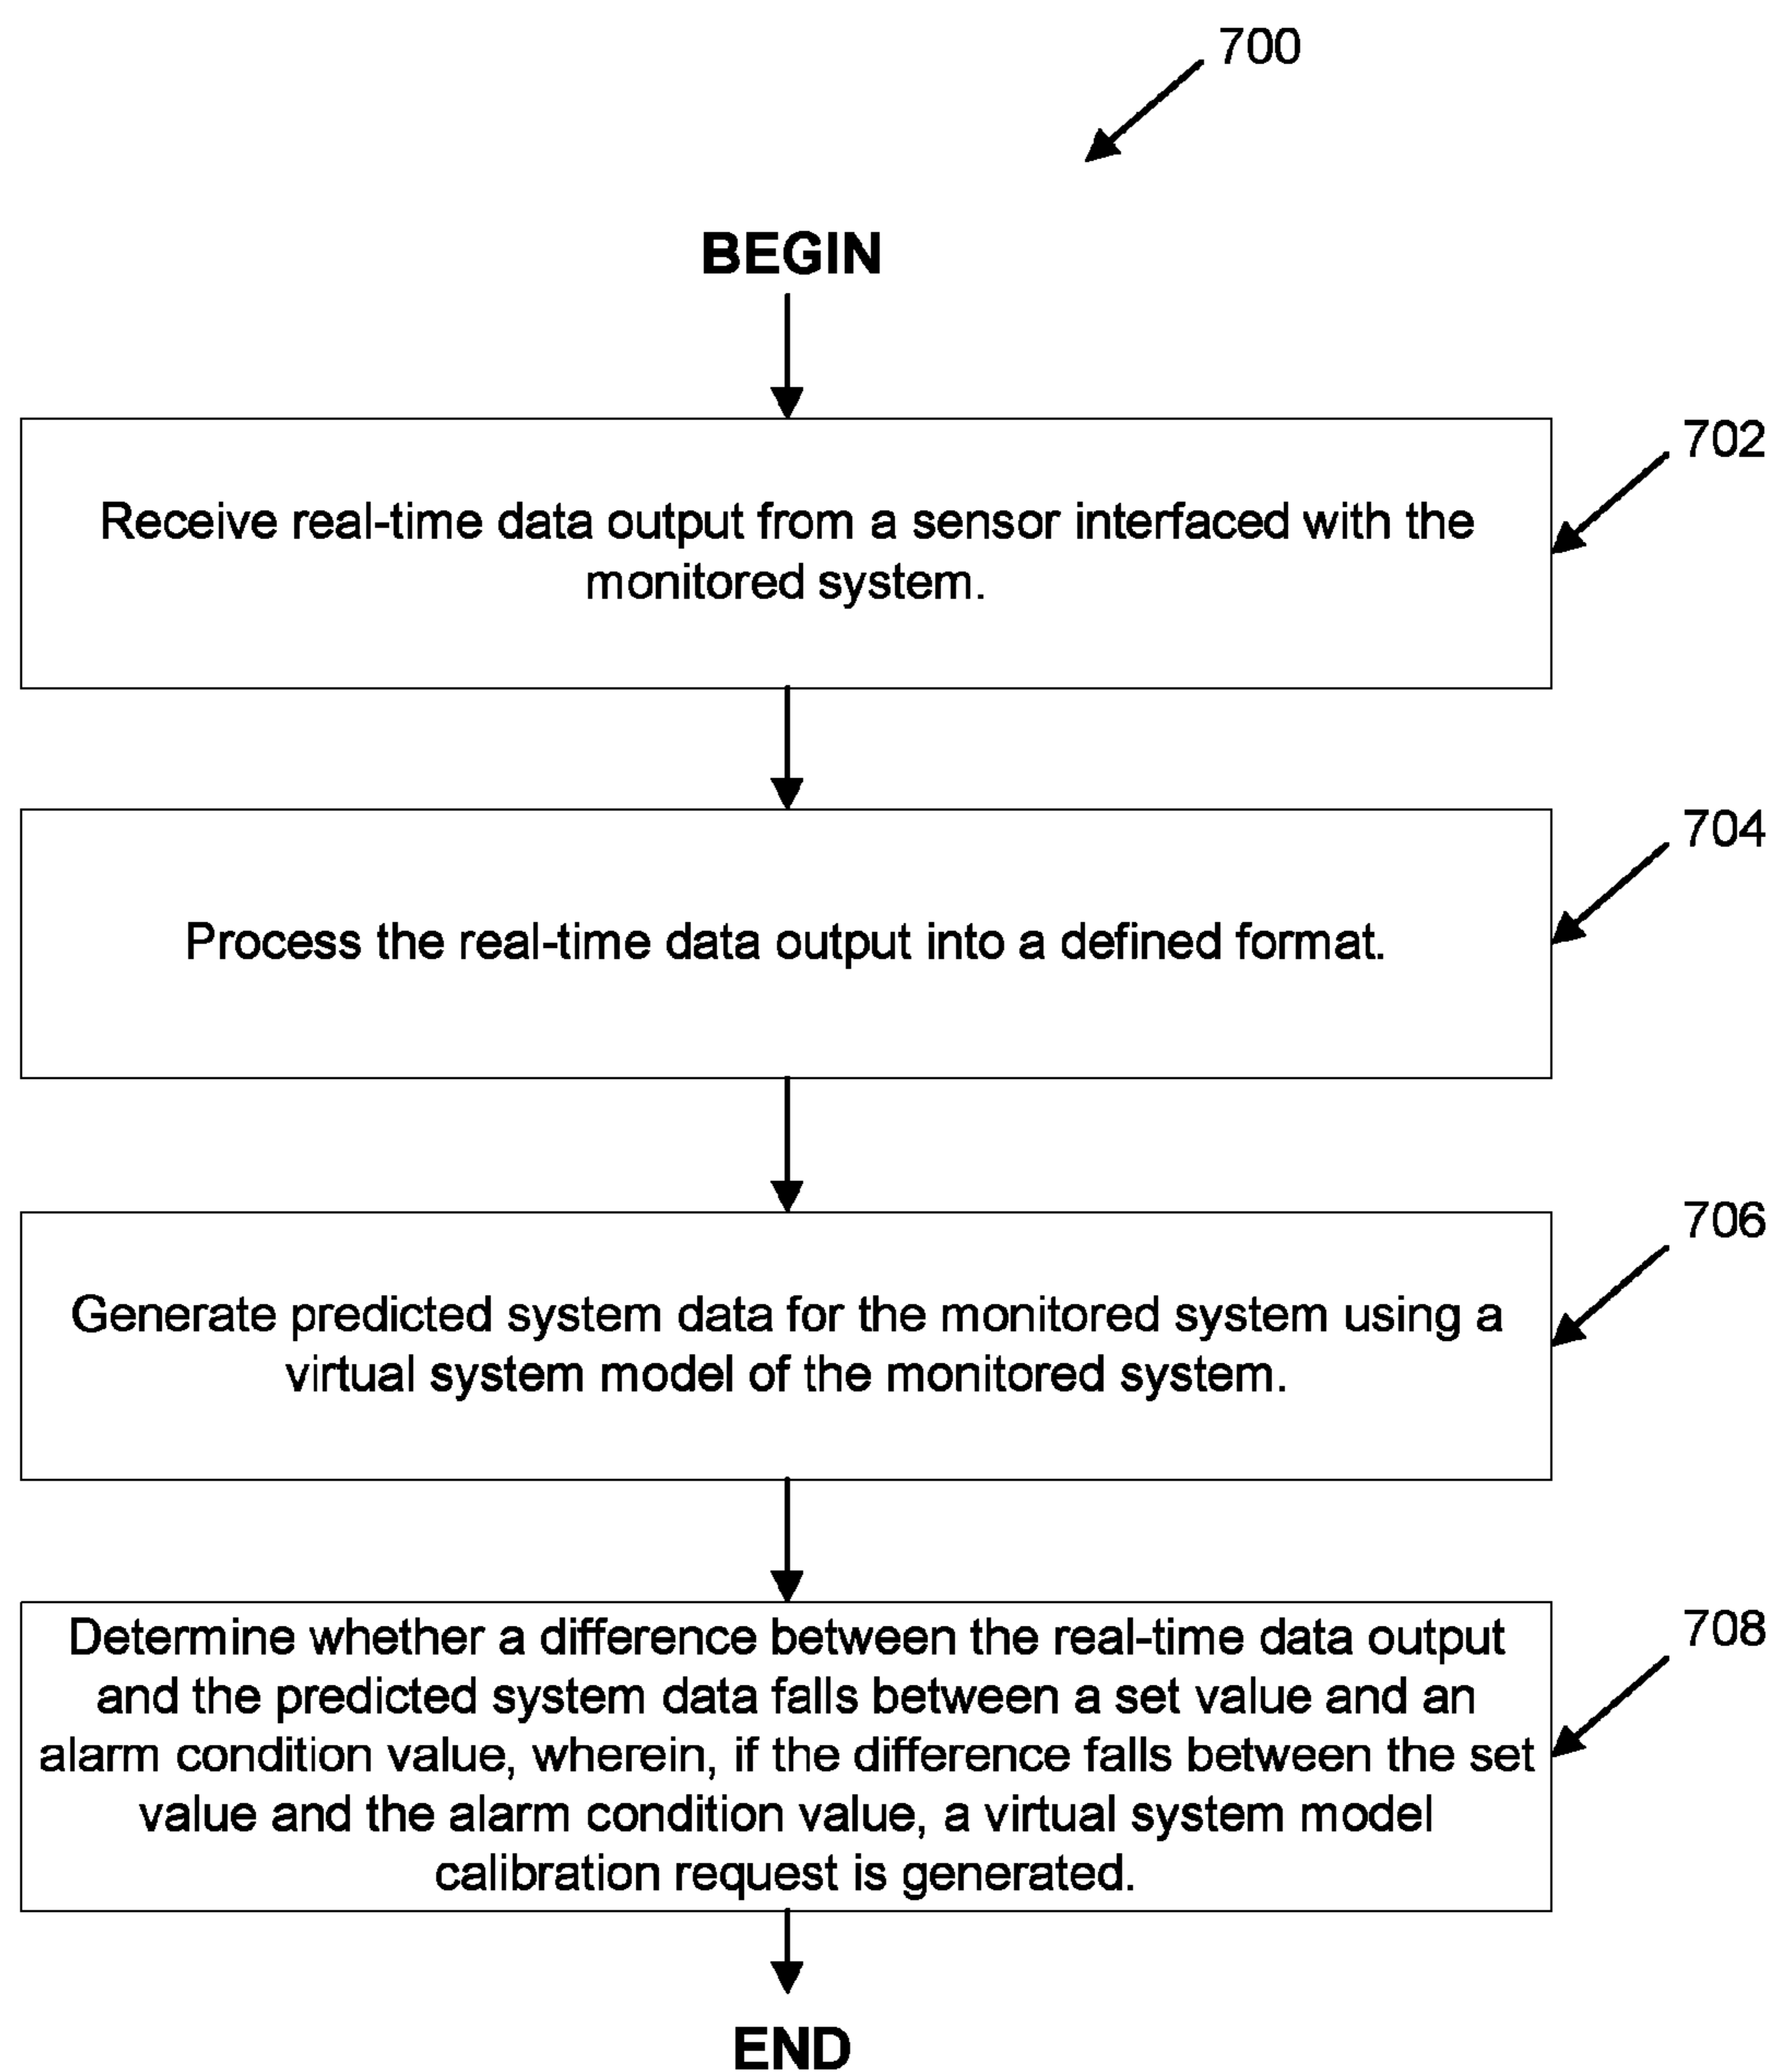 700
BEGIN
702
Receive real-time data output from a sensor interfaced with the
monitored system.
704
Process the real-time data output into a defined format.
706
Generate predicted system data for the monitored system using a
virtual system model of the monitored system.
708
Determine whether a difference between the real-time data output
and the predicted system data falls between a set value and an
alarm condition value, wherein, if the difference falls between the set
value and the alarm condition value, a virtual system model
calibration request is generated.
END